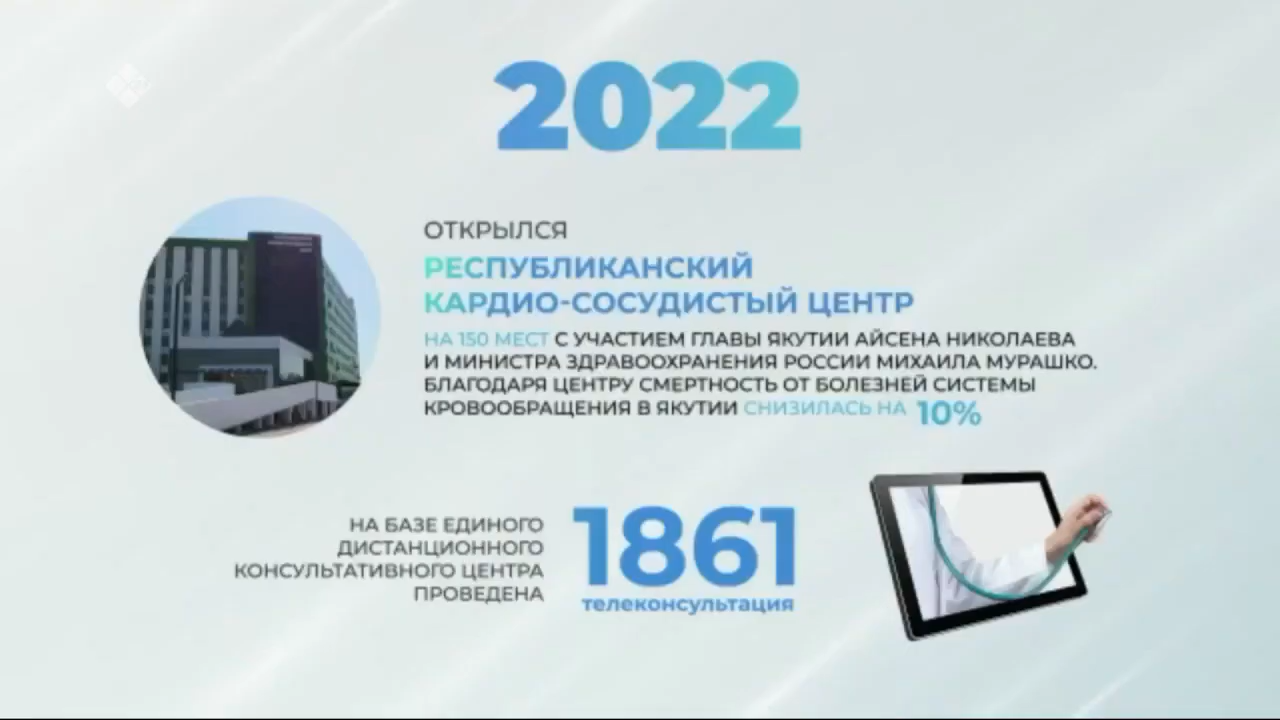 2022
ОТКРЫЛСЯ
РЕСПУБЛИКАНСКИЙ
КАРДИО-СОСУДИСТЫЙ ЦЕНТР
НА 150 МЕСТ С УЧАСТИЕМ ГЛАВЫ ЯКУТИИ АЙСЕНА НИКОЛАЕВА
И МИНИСТРА ЗДРАВООХРАНЕНИЯ РОССИИ МИХАИЛА МУРАШКО.
БЛАГОДАРЯ ЦЕНТРУ СМЕРТНОСТЬ ОТ БОЛЕЗНЕЙ СИСТЕМЫ
КРОВООБРАЩЕНИЯ В ЯКУТИИ СНИЗИЛАСЬ НА 10%
НА БАЗЕ ЕДИНОГО
ДИСТАНЦИОННОГО
КОНСУЛЬТАТИВНОГО ЦЕНТРА
ПРОВЕДЕНА
1861
телеконсультация